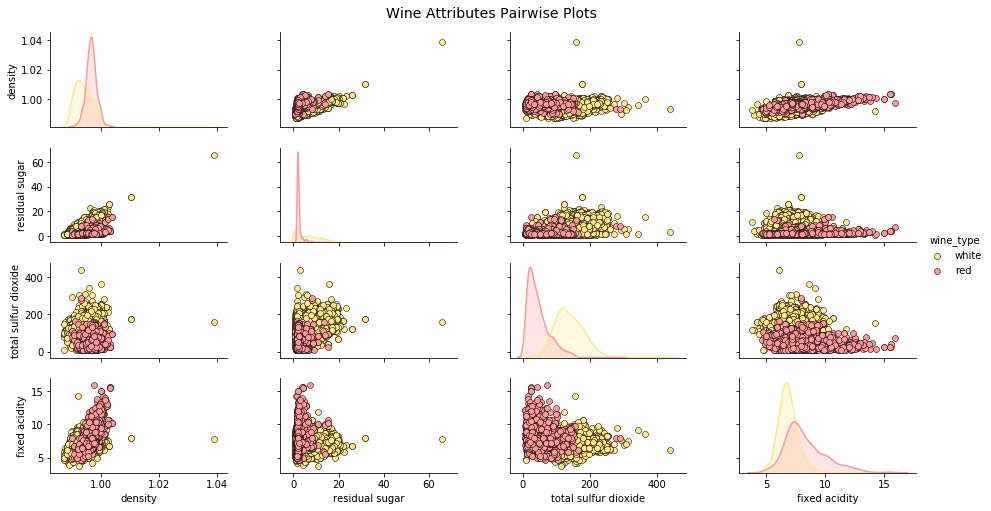 Wine Attributes Pairwise Plots
density
1.04
1.02
1.00
residual sugar
60
40
20
0
wine_type
white
red
total sulfur dioxide
400
200
0
fixed acidity
15
10
5
1.00 1.02 1.04
0 20 40 60
0 200 400
5 10 15
density
residual sugar
total sulfur dioxide
fixed acidity